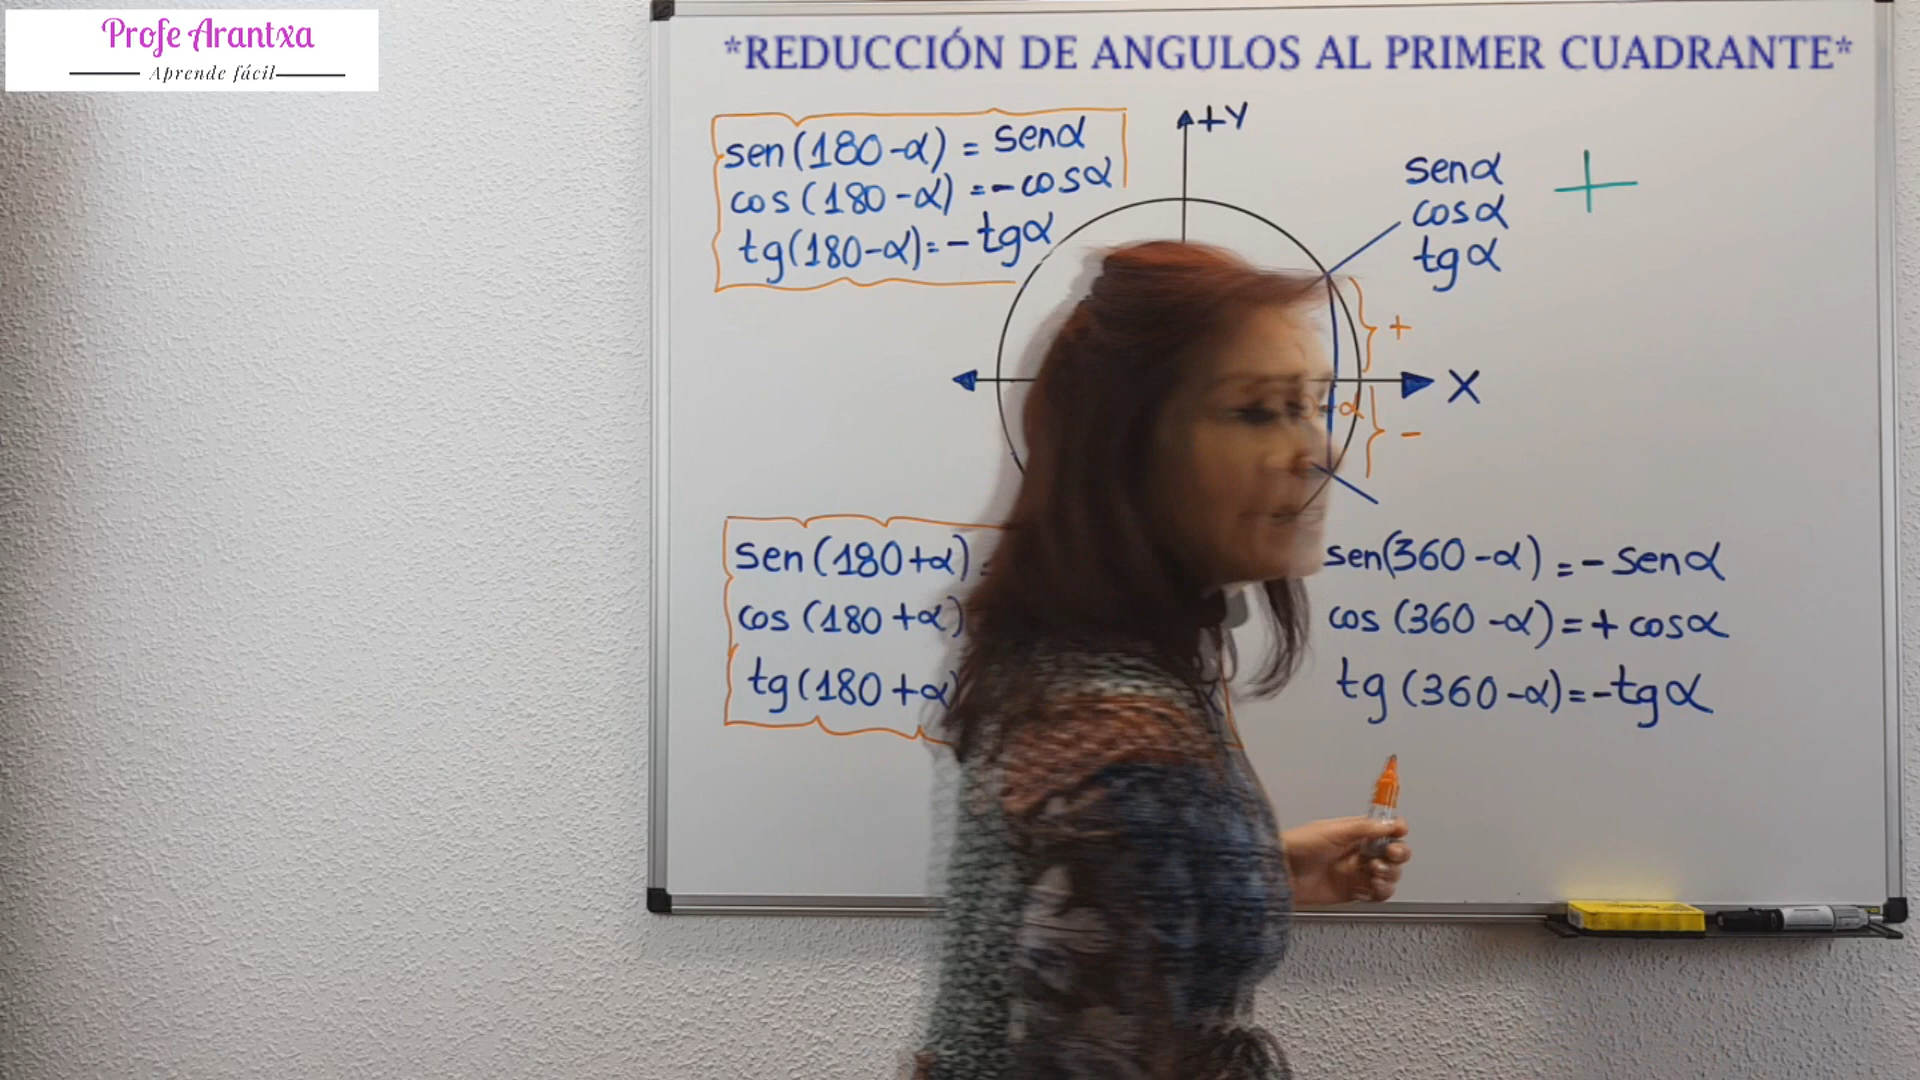 Profe Arantxa
Aprende fácil
*REDUCCIÓN DE ANGULOS AL PRIMER CUADRANTE*
sen(180-α) = senα
cos(180-α) =-cosα
tg(180-α)=-tgα
+Y
senα
cosα
tgα
+
+
X
α
-
sen(180+α)
cos(180+α)
tg(180+α)
sen(360-α)=-senα
cos(360-α)=+cosα
tg(360-α)=-tgα